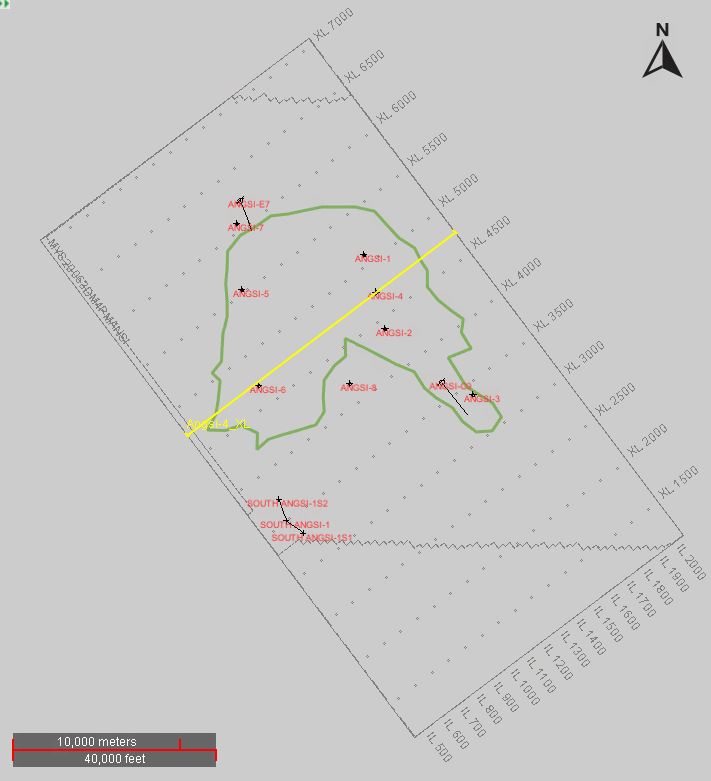 N
XL 7000
XL 6500
XL 6000
XL 5500
XL 5000
XL 4500
XL 4000
XL 3500
XL 3000
XL 2500
XL 2000
XL 1500
ANGSI-E7
ANGSI-7
ANGSI-1
ANGSI-5
ANGSI-4
ANGSI-2
ANGSI-6
ANGSI-8
ANGSI-3
Angsi-4_XL
SOUTH ANGSI-1S2
SOUTH ANGSI-1
SOUTH ANGSI-1S1
IL 2000
IL 1900
IL 1800
IL 1700
IL 1600
IL 1500
IL 1400
IL 1300
IL 1200
IL 1100
IL 1000
IL 900
IL 800
IL 700
IL 600
IL 500
10,000 meters
40,000 feet